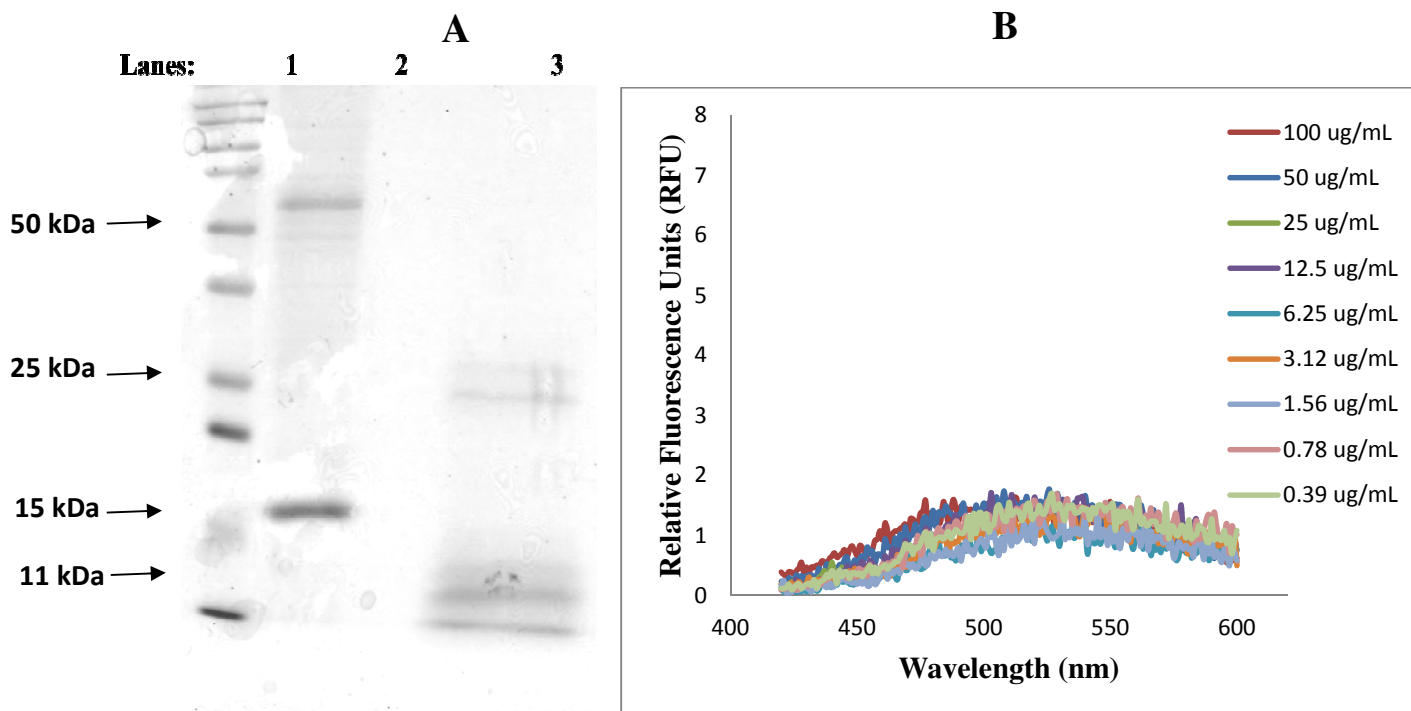 A
Lanes: 1 2 3
50 kDa
25 kDa
15 kDa
11 kDa
B
Relative Fluorescence Units (RFU)
8
7
6
5
4
3
2
1
0
400 450 500 550 600
Wavelength (nm)
100 ug/mL
50 ug/mL
25 ug/mL
12.5 ug/mL
6.25 ug/mL
3.12 ug/mL
1.56 ug/mL
0.78 ug/mL
0.39 ug/mL